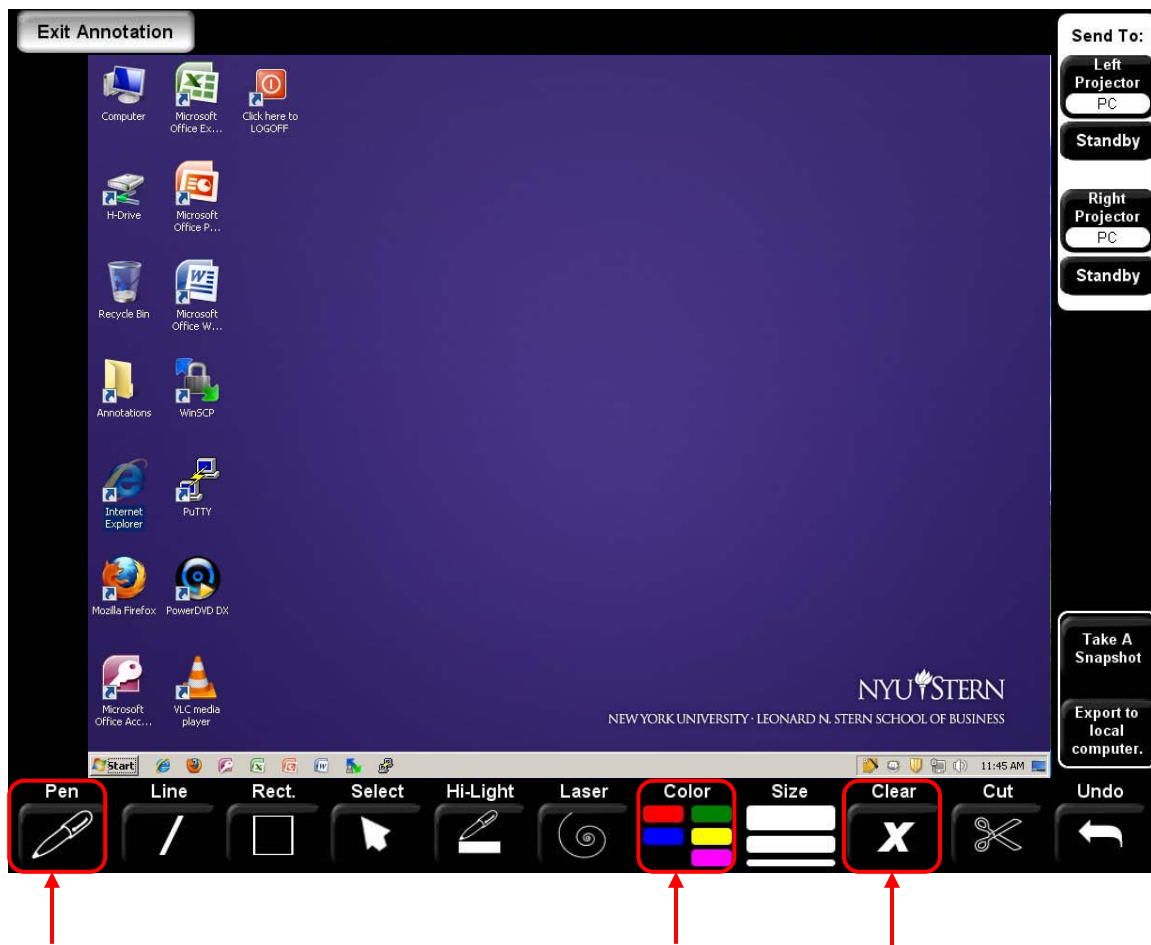 Exit Annotation
Send To:
Left
Projector
PC
Standby
Right
Projector
PC
Standby
Computer
Microsoft
Office Ex...
Click here to
LOGOFF
H-Drive
Microsoft
Office P...
Recycle Bin
Microsoft
Office W...
Annotations
WinSCP
Internet
Explorer
PuTTY
Mozilla Firefox
PowerDVD DX
Microsoft
Office Acc...
VLC media
player
NYU STERN
NEW YORK UNIVERSITY · LEONARD N. STERN SCHOOL OF BUSINESS
Take A
Snapshot
Export to
local
computer.
Start
11:45 AM
Pen
Line
Rect.
Select
Hi-Light
Laser
Color
Size
Clear
Cut
Undo
X